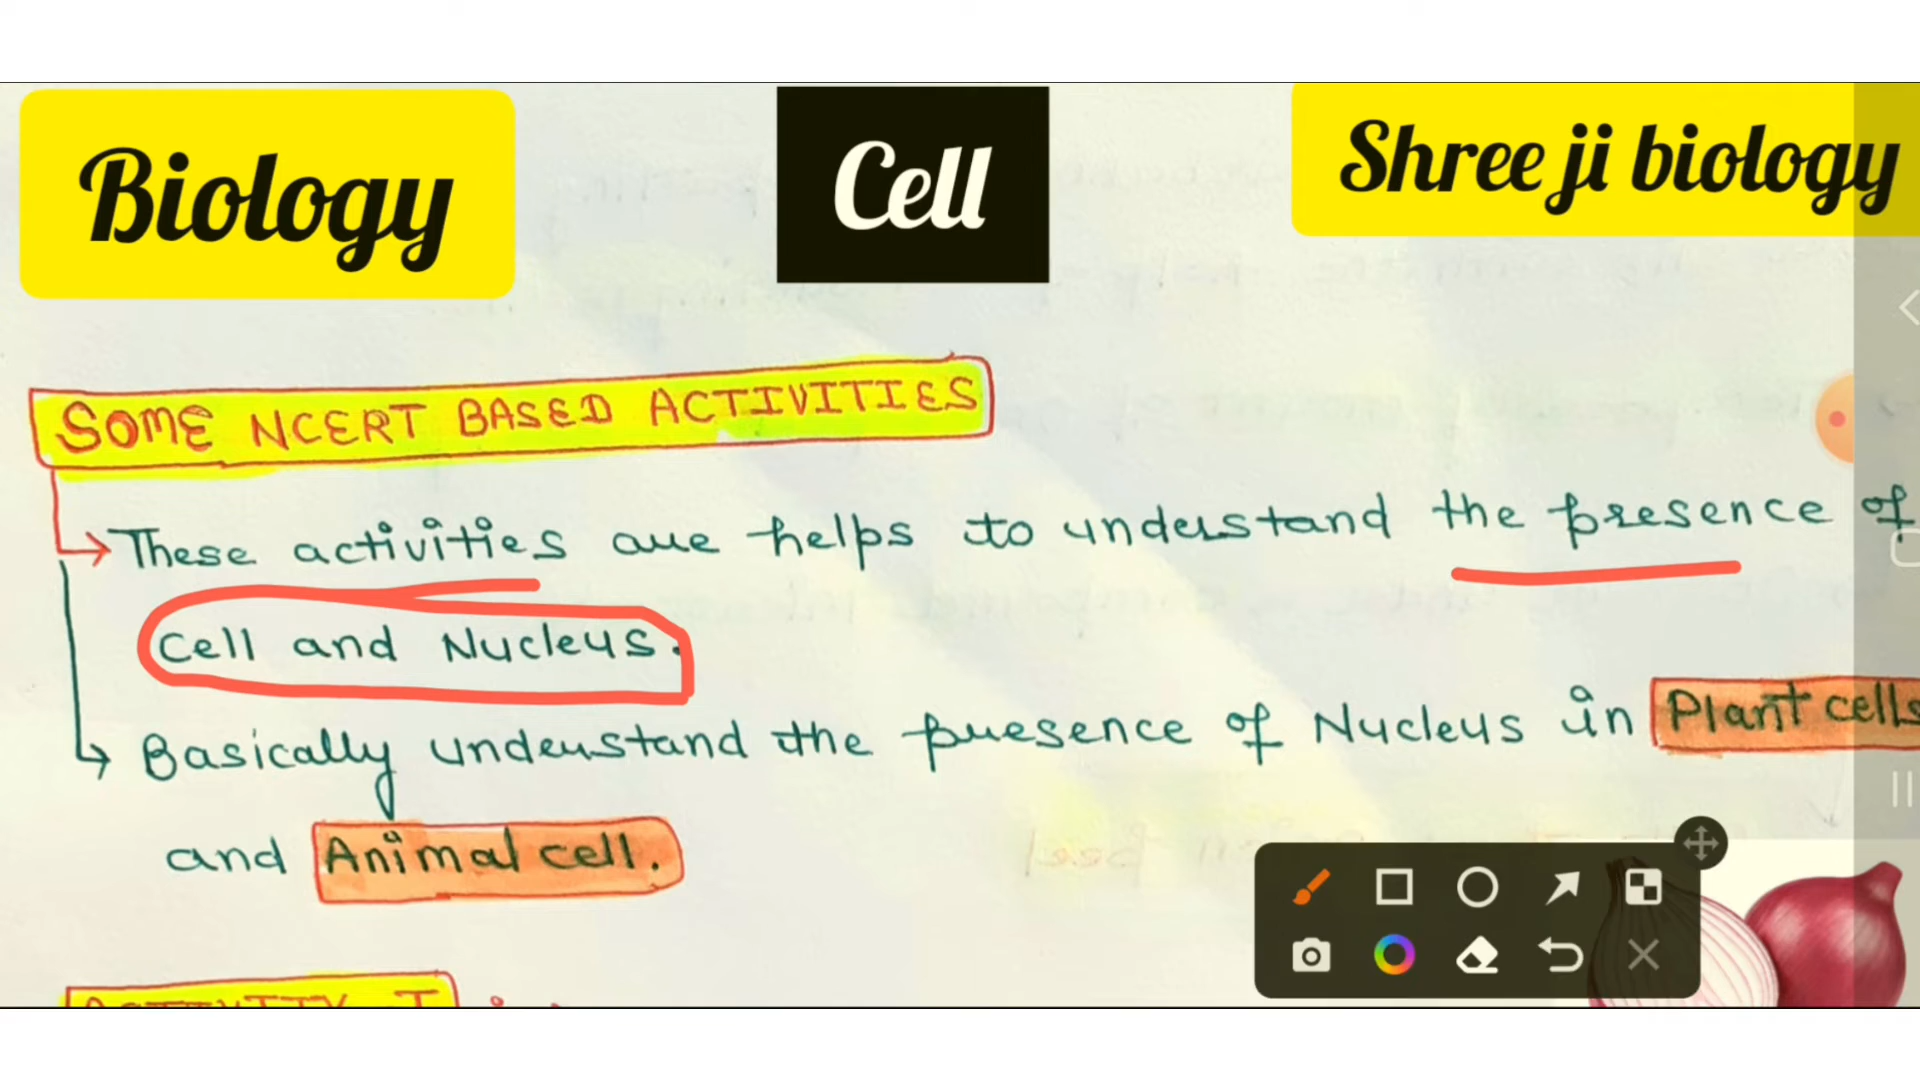 Biology
Cell
Shree ji biology
SOME NCERT BASED ACTIVITIES
These activities are helps to understand the presence of
Cell and Nucleus.
Basically understand the presence of Nucleus in Plant cells
and Animal cell.
ACTIVITY I